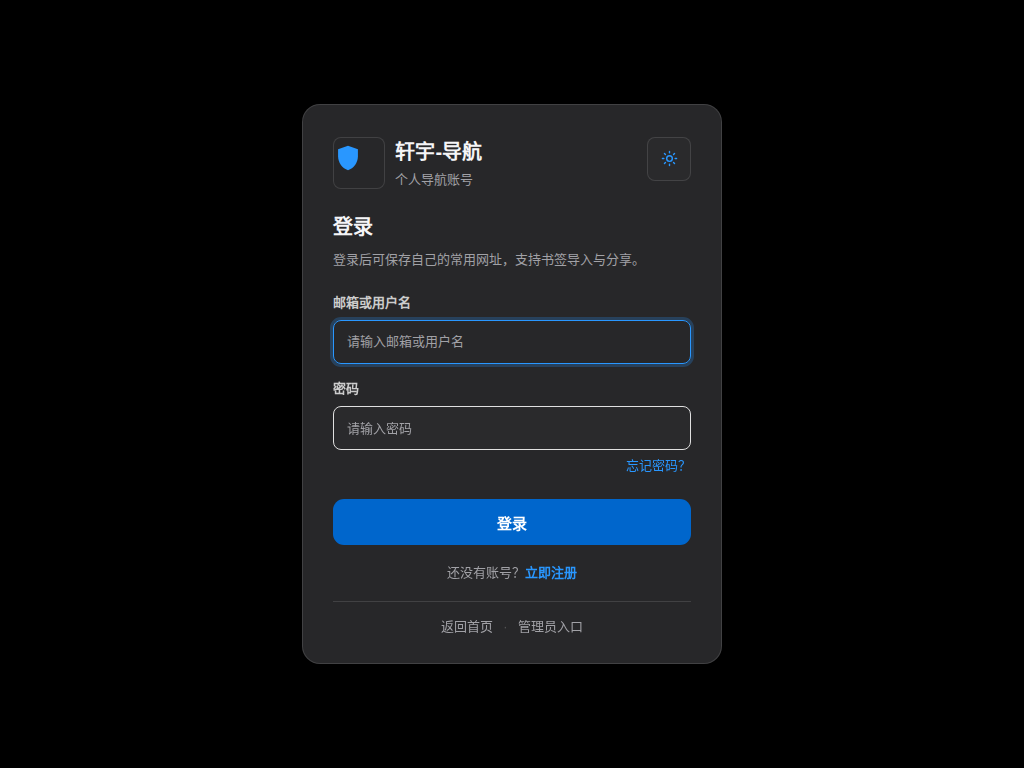 轩宇-导航
个人导航账号
登录
登录后可保存自己的常用网址，支持书签导入与分享。
邮箱或用户名
请输入邮箱或用户名
密码
请输入密码
忘记密码？
登录
还没有账号？立即注册
返回首页 · 管理员入口